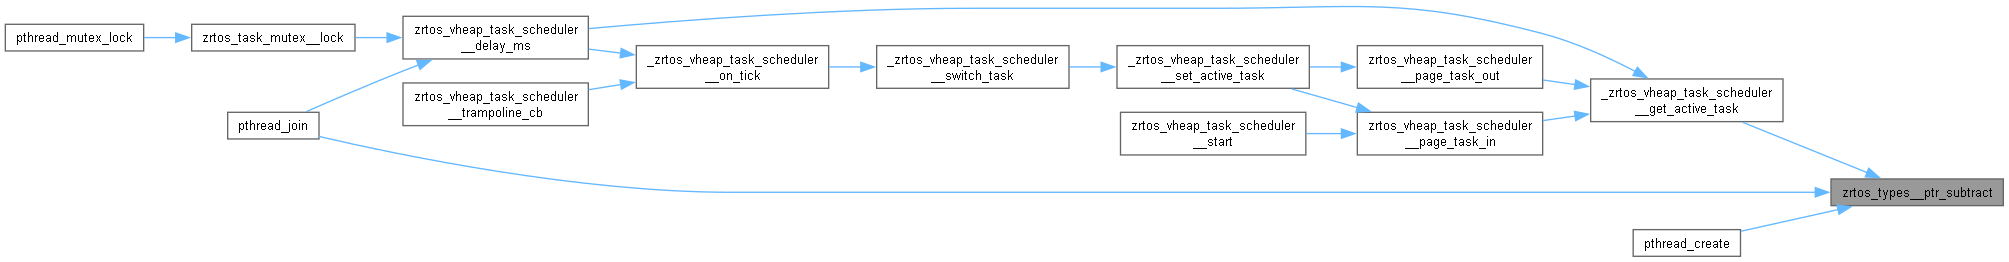 pthread_mutex_lock
zrtos_task_mutex__lock
zrtos_vheap_task_scheduler
__delay_ms
_zrtos_vheap_task_scheduler
__on_tick
_zrtos_vheap_task_scheduler
__switch_task
_zrtos_vheap_task_scheduler
__set_active_task
zrtos_vheap_task_scheduler
__page_task_out
_zrtos_vheap_task_scheduler
__get_active_task
zrtos_vheap_task_scheduler
__trampoline_cb
pthread_join
zrtos_vheap_task_scheduler
__start
zrtos_vheap_task_scheduler
__page_task_in
zrtos_types__ptr_subtract
pthread_create